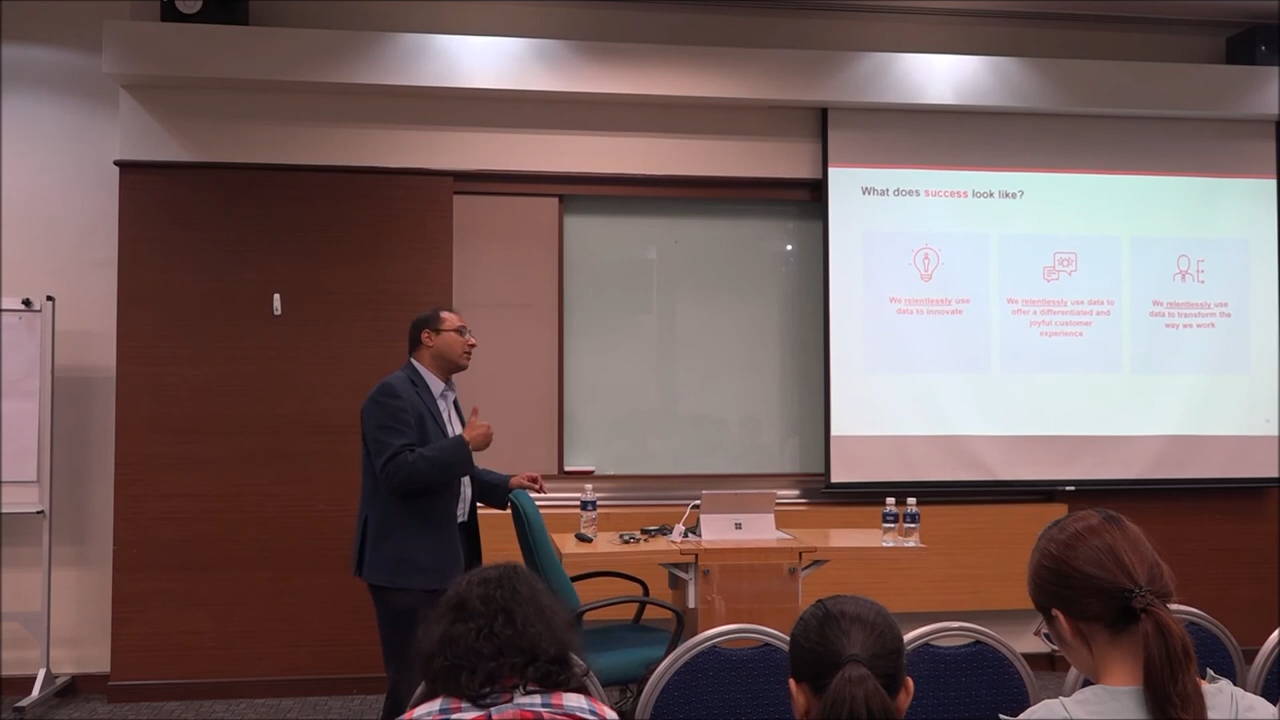 What does success look like?
We relentlessly use
data to innovate
We relentlessly use data to
offer a differentiated and
joyful customer
experience
We relentlessly use
data to transform the
way we work